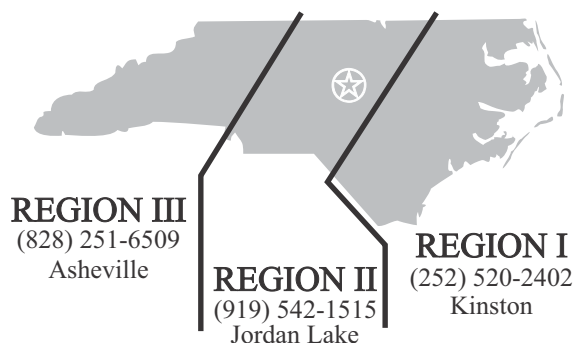 REGION III
(828) 251-6509
Asheville
REGION II
(919) 542-1515
Jordan Lake
REGION I
(252) 520-2402
Kinston